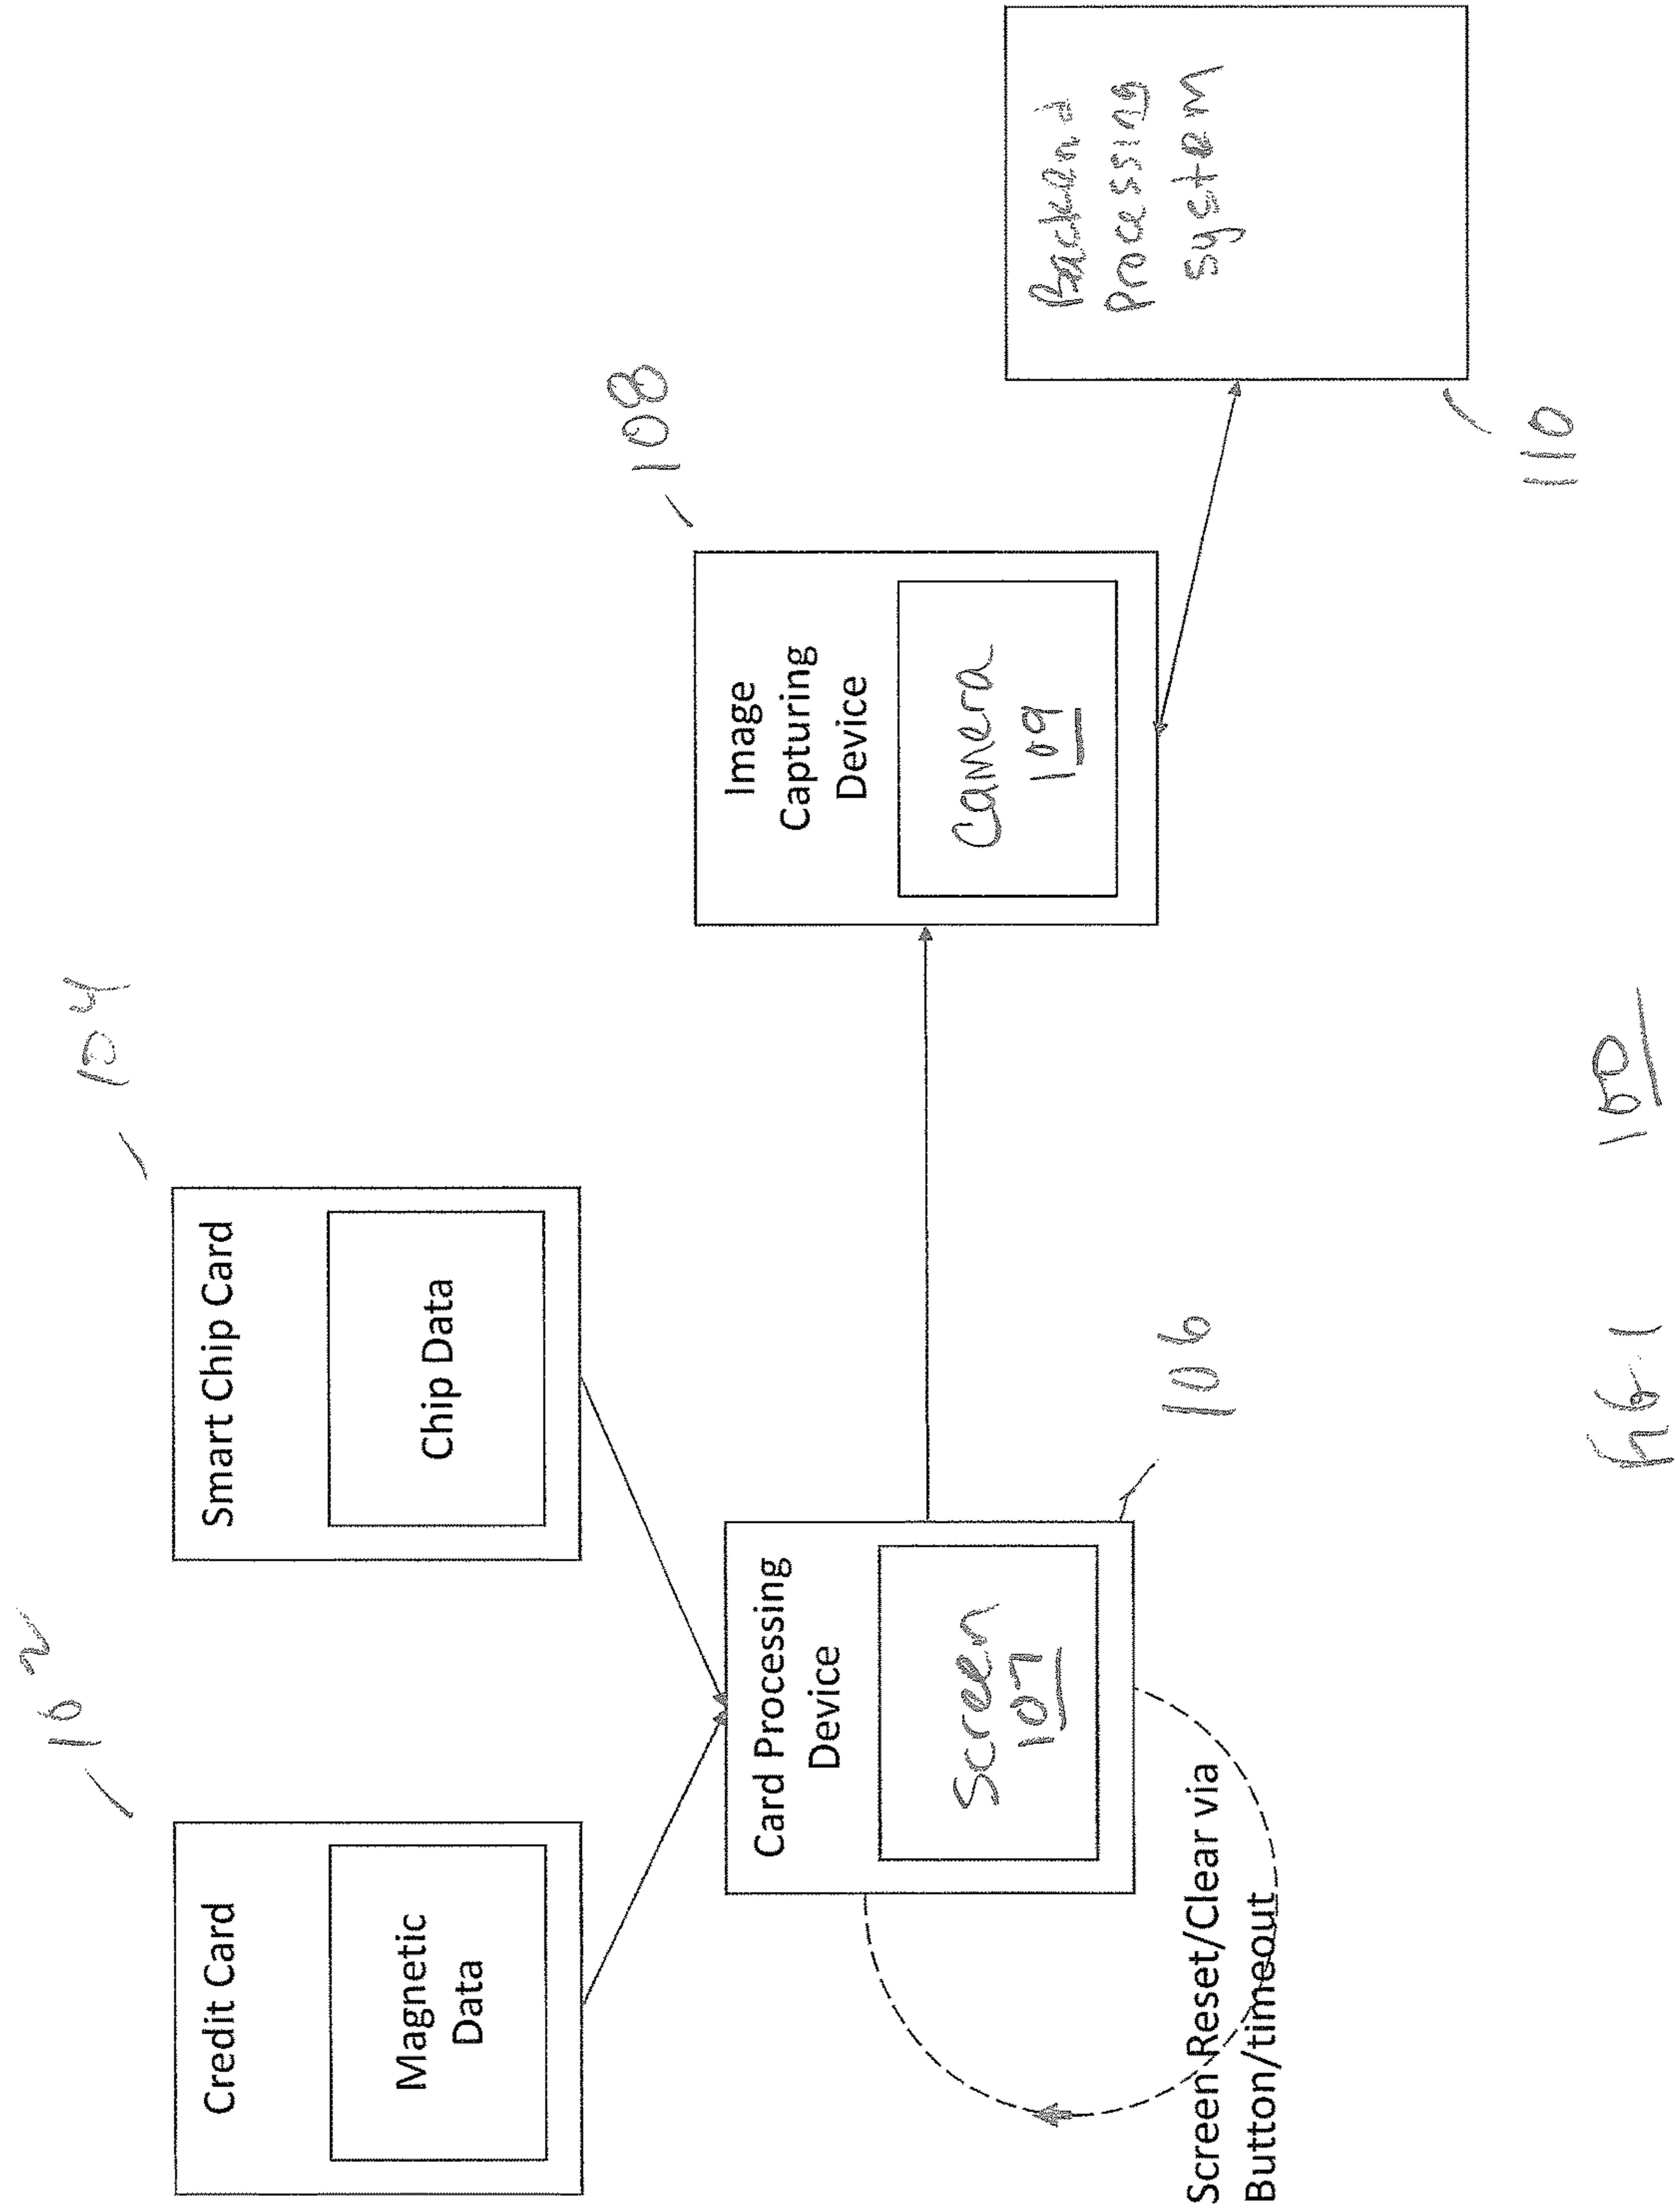 102
104
Credit Card
Magnetic
Data
Smart Chip Card
Chip Data
108
Card Processing
Device
Screen
107
Image
Capturing
Device
Camera
109
Backend
Processing
System
106
110
Screen Reset/Clear via
Button/timeout
FIG. 1
100